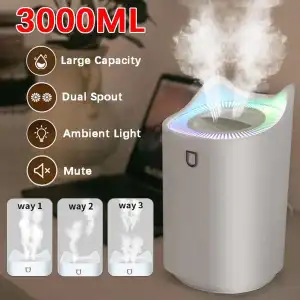 3000ML
Large Capacity
Dual Spout
Ambient Light
Mute
way 1
way 2
way 3